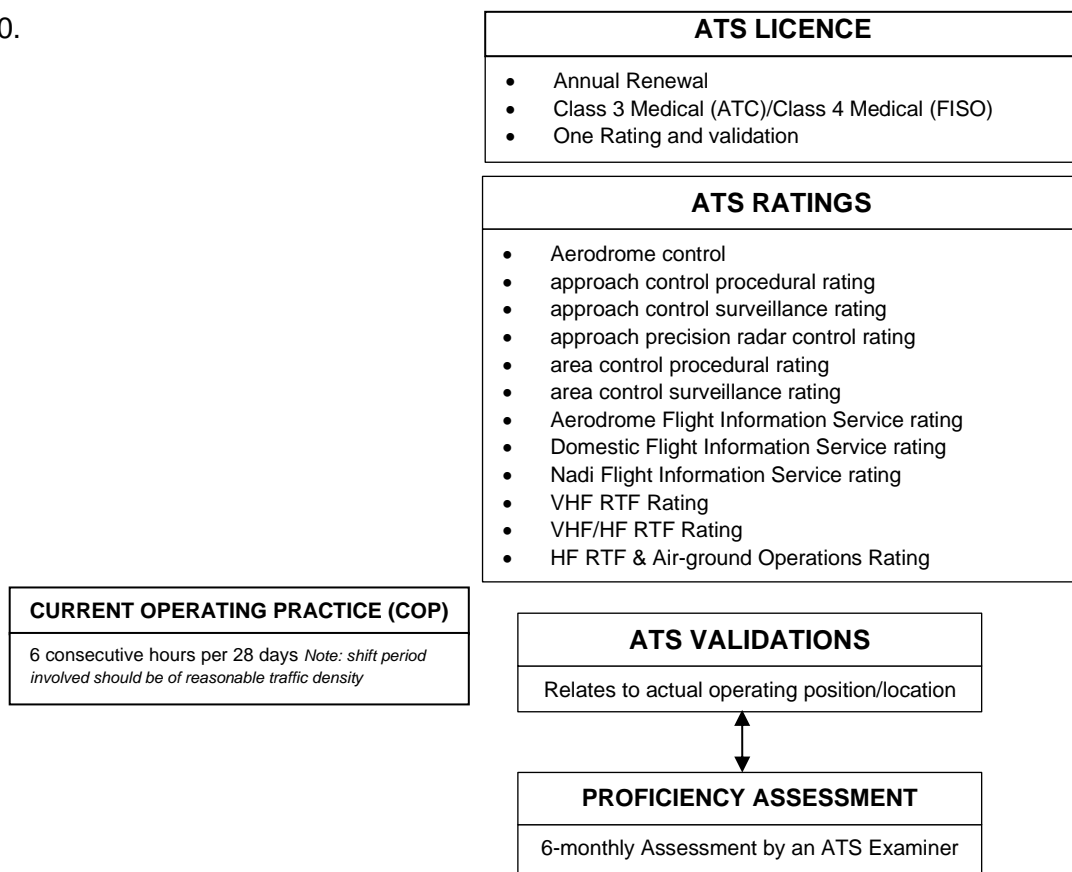 0.
ATS LICENCE
• Annual Renewal
• Class 3 Medical (ATC)/Class 4 Medical (FISO)
• One Rating and validation
ATS RATINGS
• Aerodrome control
• approach control procedural rating
• approach control surveillance rating
• approach precision radar control rating
• area control procedural rating
• area control surveillance rating
• Aerodrome Flight Information Service rating
• Domestic Flight Information Service rating
• Nadi Flight Information Service rating
• VHF RTF Rating
• VHF/HF RTF Rating
• HF RTF & Air-ground Operations Rating
CURRENT OPERATING PRACTICE (COP)
6 consecutive hours per 28 days Note: shift period
involved should be of reasonable traffic density
ATS VALIDATIONS
Relates to actual operating position/location
PROFICIENCY ASSESSMENT
6-monthly Assessment by an ATS Examiner